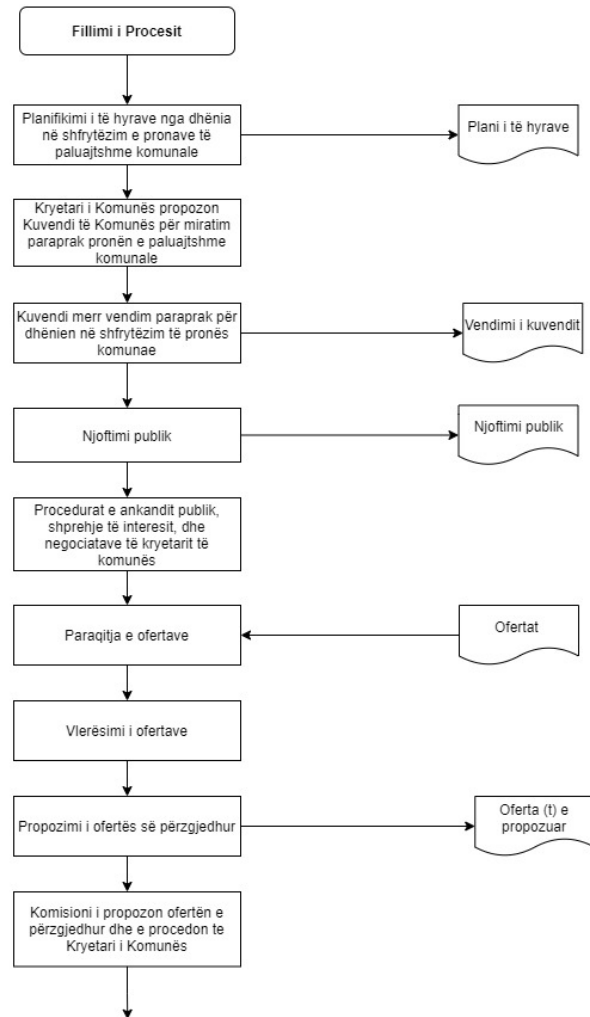 Fillimi i Procesit
Planifikimi i të hyrave nga dhënia
në shfrytëzim e pronave të
paluajtshme komunale
Plani i të hyrave
Kryetari i Komunës propozon
Kuvendi të Komunës për miratim
paraprak pronën e paluajtshme
komunale
Kuvendi merr vendim paraprak për
dhënien në shfrytëzim të pronës
komunae
Vendimi i kuvendit
Njoftimi publik
Njoftimi publik
Procedurat e ankandit publik,
shprehje të interesit, dhe
negociatave të kryetarit të
komunës
Paraqitja e ofertave
Ofertat
Vlerësimi i ofertave
Propozimi i ofertës së përzgjedhur
Oferta (t) e
propozuar
Komisioni i propozon ofertën e
përzgjedhur dhe e procedon te
Kryetari i Komunës